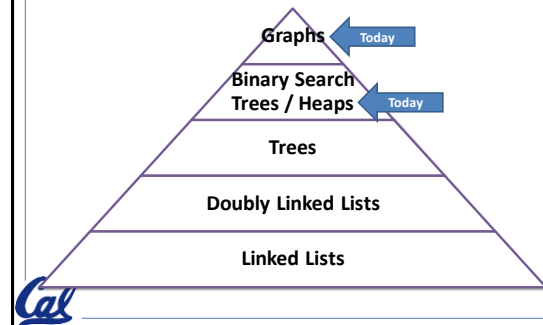 Graphs
Today
Binary Search
Trees / Heaps
Today
Trees
Doubly Linked Lists
Linked Lists
Cal